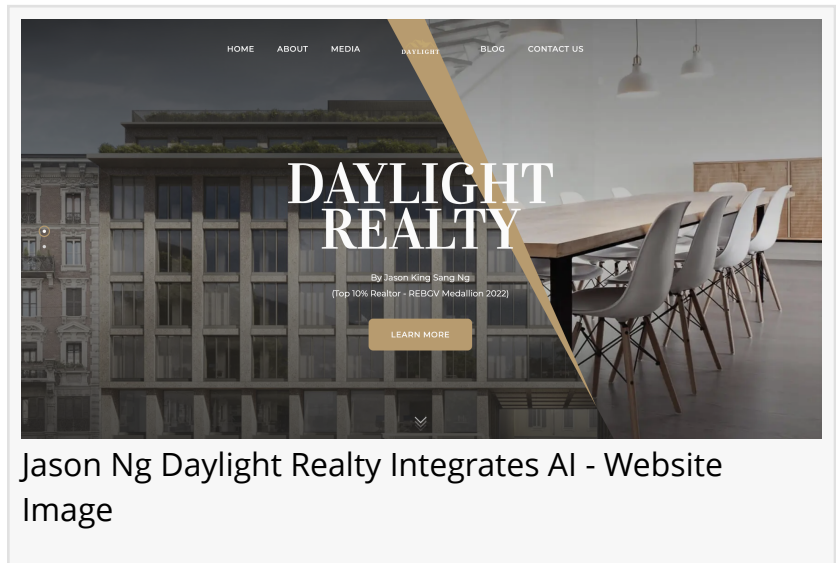 HOME ABOUT MEDIA DAYLIGHT BLOG CONTACT US
DAYLIGHT
REALTY
By Jason King Sang Ng
(Top 10% Realtor - REBGV Medallion 2022)
LEARN MORE
Jason Ng Daylight Realty Integrates AI - Website
Image